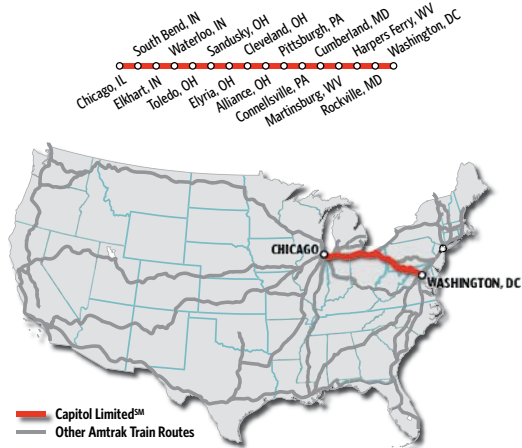 South Bend, IN
Waterloo, IN
Sandusky, OH
Cleveland, OH
Pittsburgh, PA
Cumberland, MD
Harpers Ferry, WV
Washington, DC
Chicago, IL
Elkhart, IN
Toledo, OH
Elyria, OH
Alliance, OH
Connellsville, PA
Martinsburg, WV
Rockville, MD
CHICAGO
WASHINGTON, DC
Capitol Limited℠
Other Amtrak Train Routes